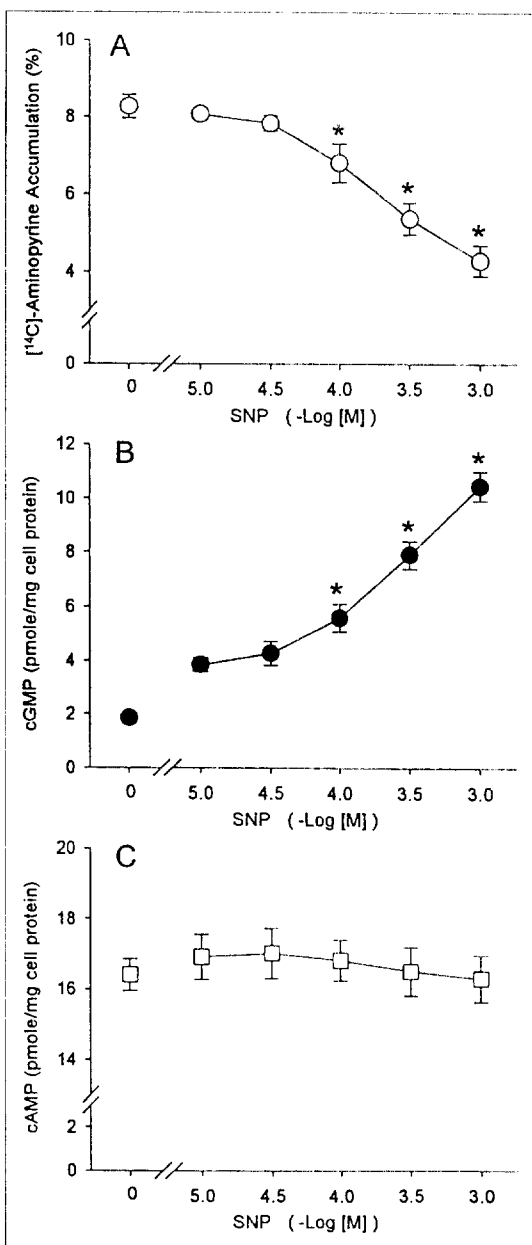 A
[¹⁴C]-Aminopyrine Accumulation (%)
10
8
6
4
0
* * *
0 5.0 4.5 4.0 3.5 3.0
SNP ( -Log [M] )
B
cGMP (pmole/mg cell protein)
12
10
8
6
4
2
0
* * *
0 5.0 4.5 4.0 3.5 3.0
SNP ( -Log [M] )
C
cAMP (pmole/mg cell protein)
20
18
16
14
2
0
0 5.0 4.5 4.0 3.5 3.0
SNP ( -Log [M] )